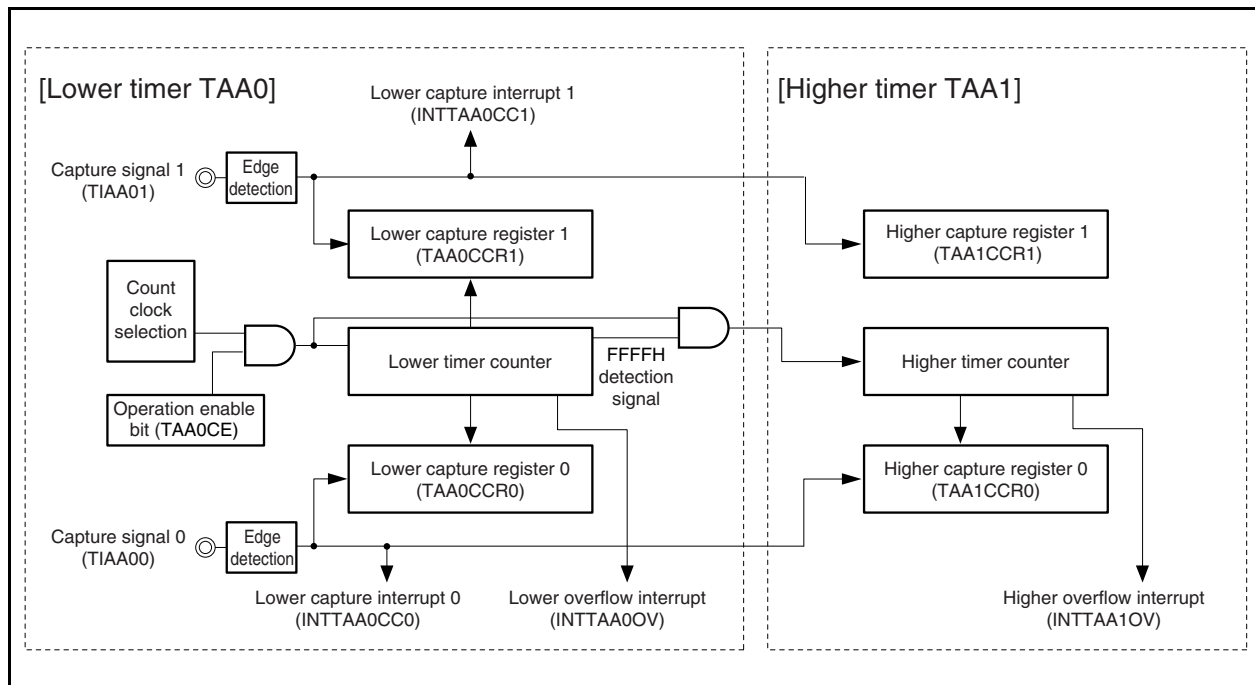 [Lower timer TAA0]
[Higher timer TAA1]
Lower capture interrupt 1
(INTTAA0CC1)
Capture signal 1
(TIAA01)
Edge
detection
Lower capture register 1
(TAA0CCR1)
Higher capture register 1
(TAA1CCR1)
Count
clock
selection
Lower timer counter
FFFFH
detection
signal
Higher timer counter
Operation enable
bit (TAA0CE)
Lower capture register 0
(TAA0CCR0)
Higher capture register 0
(TAA1CCR0)
Capture signal 0
(TIAA00)
Edge
detection
Lower capture interrupt 0
(INTTAA0CC0)
Lower overflow interrupt
(INTTAA0OV)
Higher overflow interrupt
(INTTAA1OV)